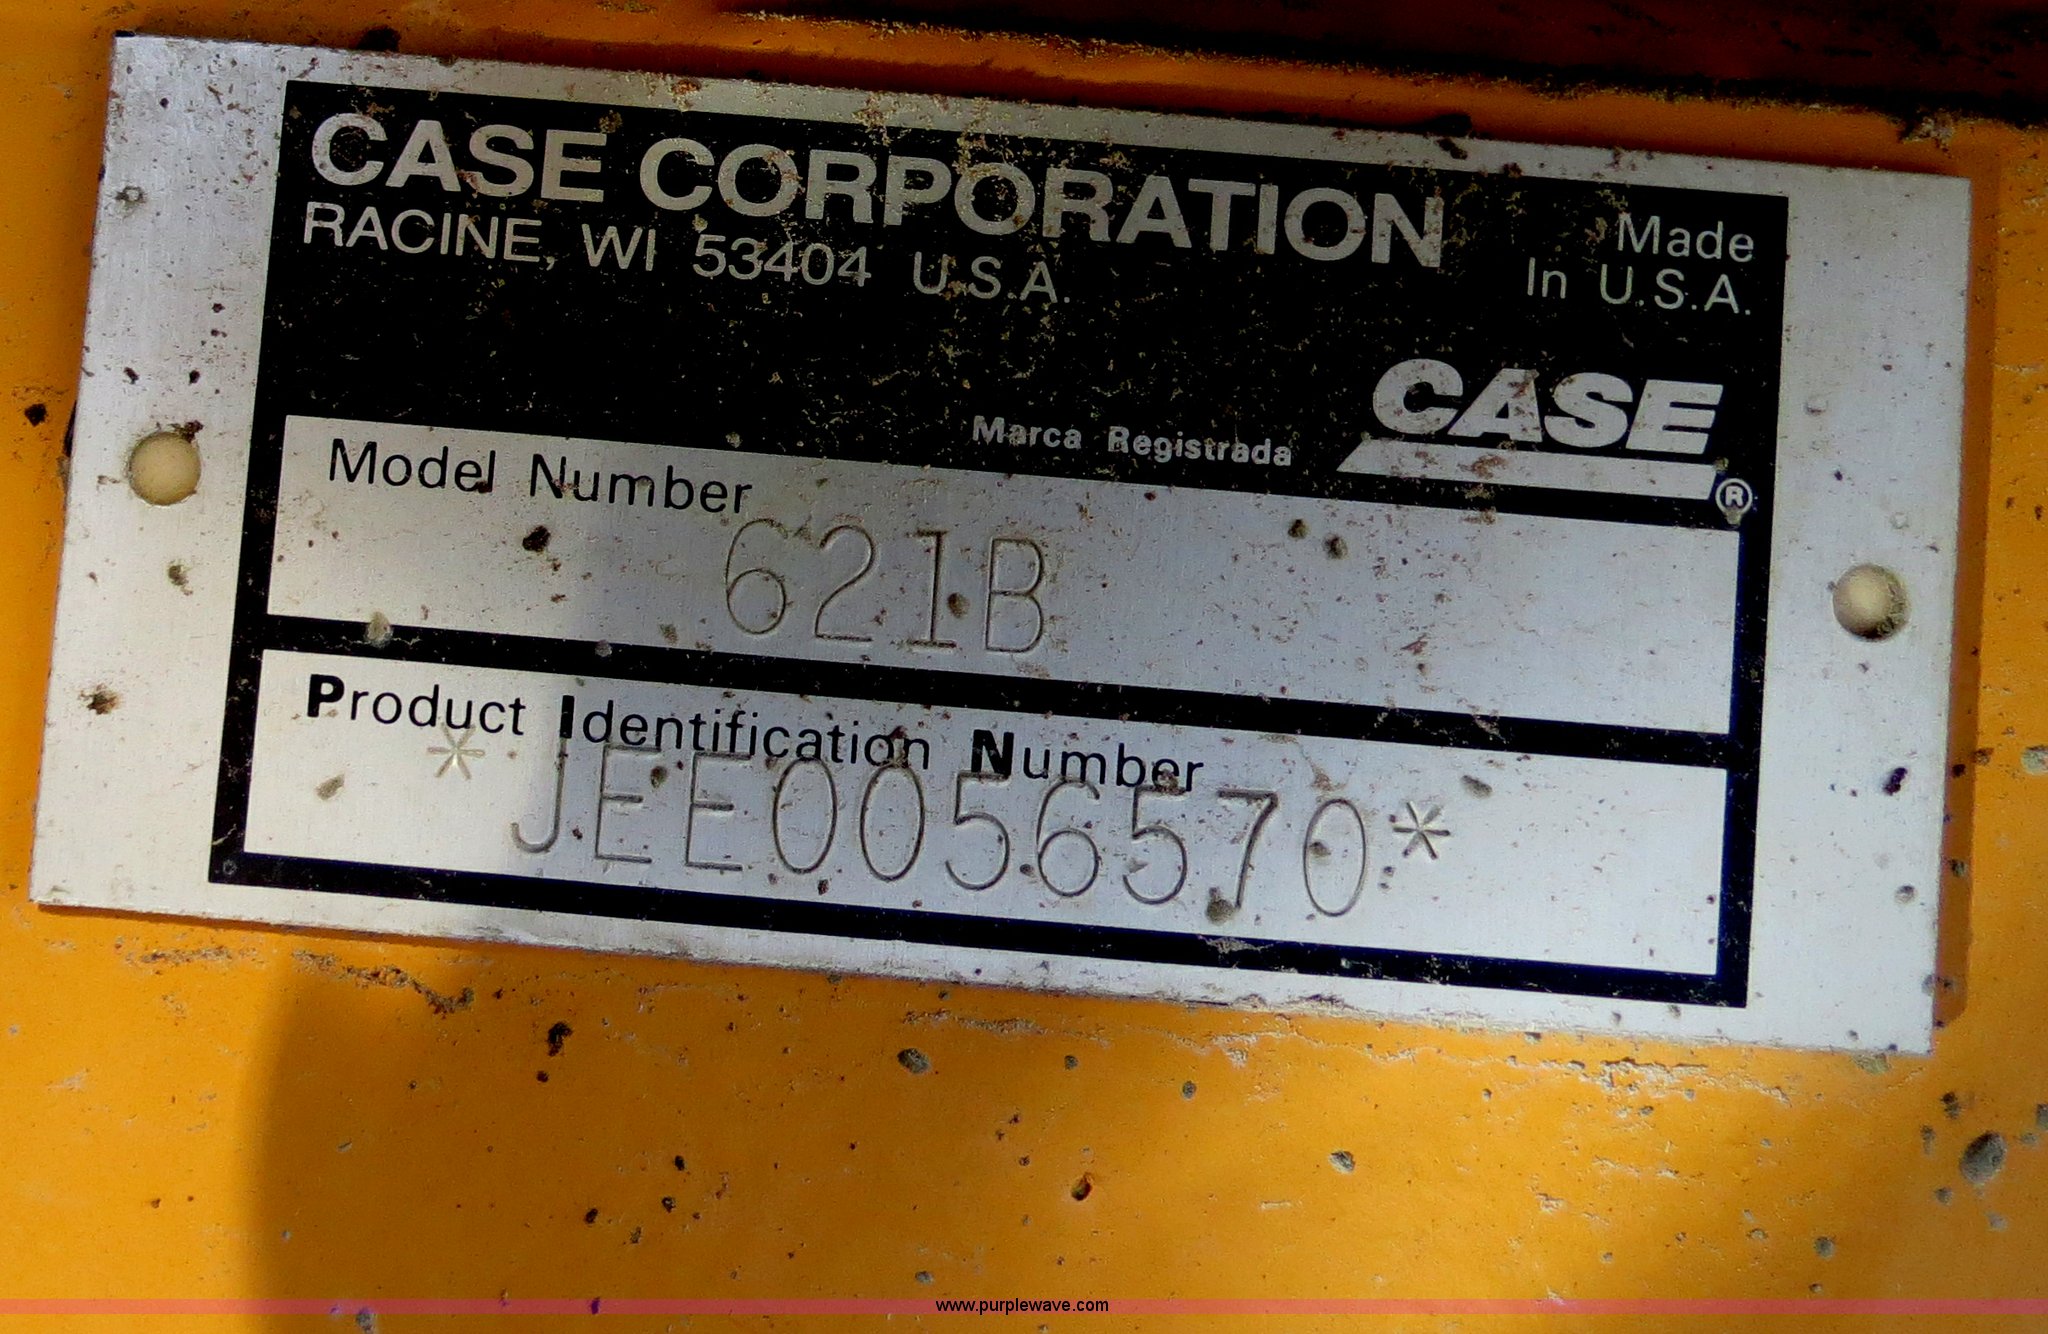 CASE CORPORATION
RACINE, WI 53404 U.S.A.
Made
In U.S.A.
CASE
Marca Registrada
®
Model Number
621B
Product Identification Number
*JEE0056570*
www.purplewave.com